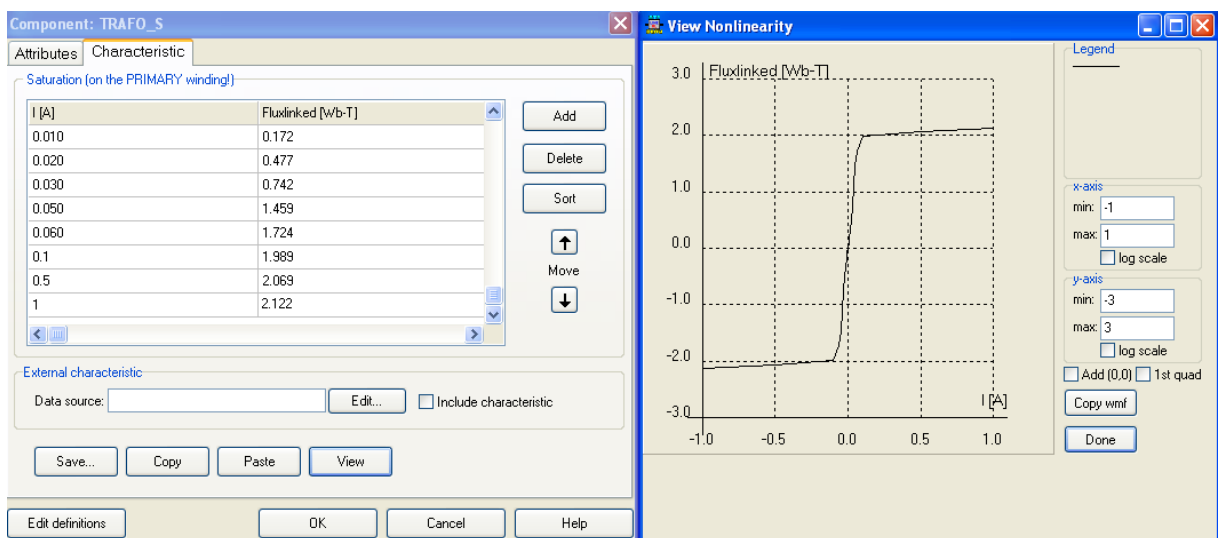 Component: TRAFO_S
Attributes Characteristic
Saturation (on the PRIMARY winding!)
I [A] Fluxlinked [Wb-T]
0.010 0.172
0.020 0.477
0.030 0.742
0.050 1.459
0.060 1.724
0.1 1.989
0.5 2.069
1 2.122
Add
Delete
Sort
Move
External characteristic
Data source: Edit... Include characteristic
Save... Copy Paste View
Edit definitions OK Cancel Help
View Nonlinearity
Fluxlinked [Wb-T]
3.0
2.0
1.0
0.0
-1.0
-2.0
-3.0
I [A]
-1.0 -0.5 0.0 0.5 1.0
Legend
x-axis
min: -1
max: 1
log scale
y-axis
min: -3
max: 3
log scale
Add (0,0) 1st quad
Copy wmf
Done